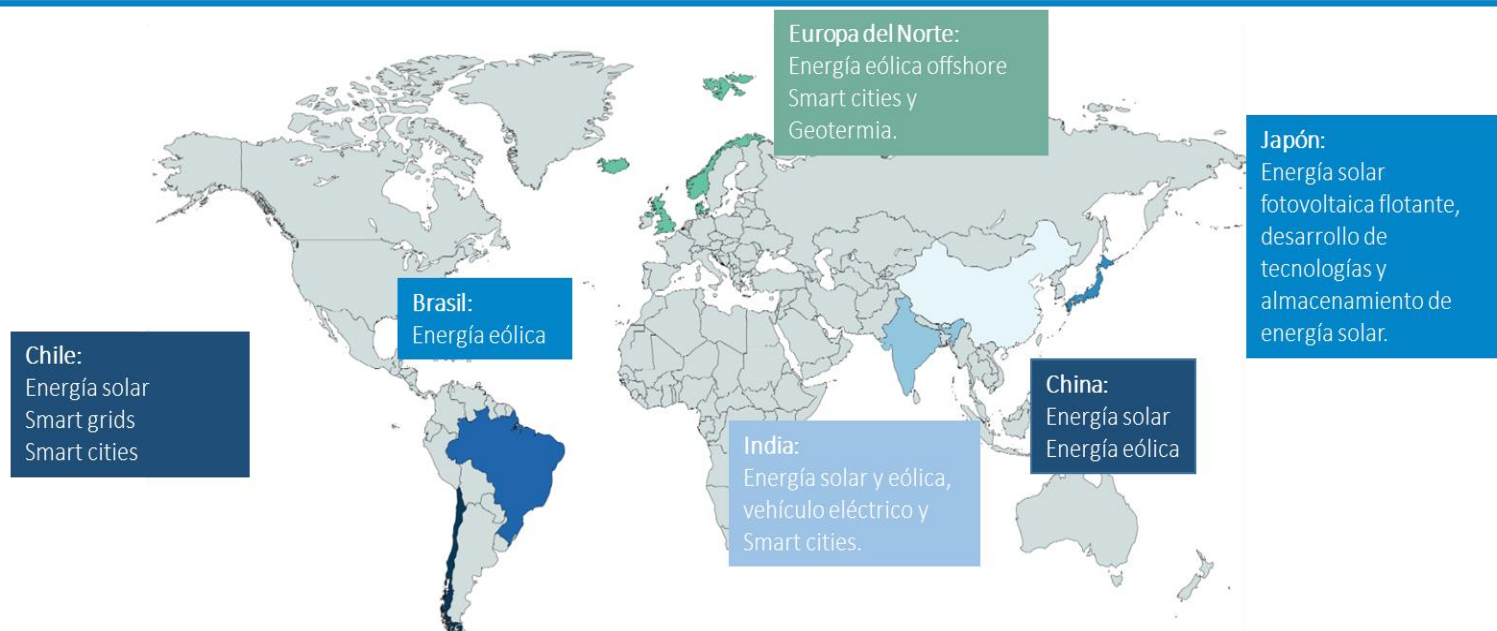 Europa del Norte:
Energía eólica offshore
Smart cities y
Geotermia.
Japón:
Energía solar
fotovoltaica flotante,
desarrollo de
tecnologías y
almacenamiento de
energía solar.
Brasil:
Energía eólica
Chile:
Energía solar
Smart grids
Smart cities
China:
Energía solar
Energía eólica
India:
Energía solar y eólica,
vehículo eléctrico y
Smart cities.